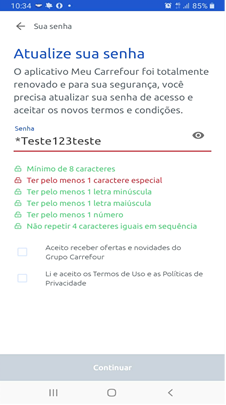 10:34
85%
Sua senha
Atualize sua senha
O aplicativo Meu Carrefour foi totalmente
renovado e para sua segurança, você
precisa atualizar sua senha de acesso e
aceitar os novos termos e condições.
Senha
*Teste123teste
Mínimo de 8 caracteres
Ter pelo menos 1 caractere especial
Ter pelo menos 1 letra minúscula
Ter pelo menos 1 letra maiúscula
Ter pelo menos 1 número
Não repetir 4 caracteres iguais em sequência
Aceito receber ofertas e novidades do
Grupo Carrefour
Li e aceito os Termos de Uso e as Políticas de
Privacidade
Continuar